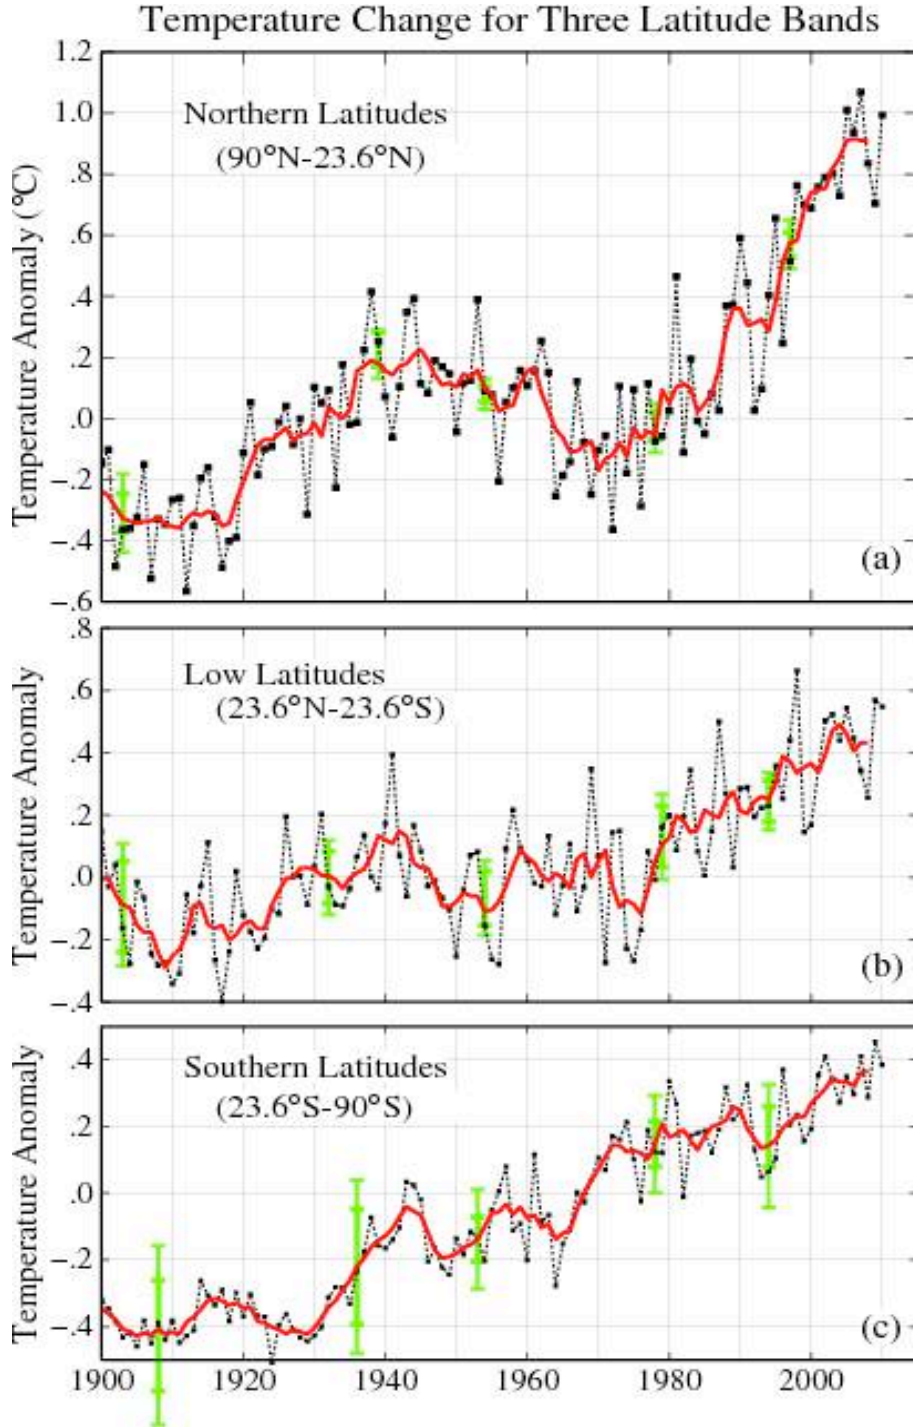 Temperature Change for Three Latitude Bands
1.2
Northern Latitudes
(90°N-23.6°N)
1.0
.8
.6
.4
.2
.0
-.2
-.4
-.6
Temperature Anomaly (°C)
(a)
.8
Low Latitudes
(23.6°N-23.6°S)
.6
.4
.2
.0
-.2
-.4
Temperature Anomaly
(b)
Southern Latitudes
(23.6°S-90°S)
.4
.2
.0
-.2
-.4
Temperature Anomaly
(c)
1900 1920 1940 1960 1980 2000